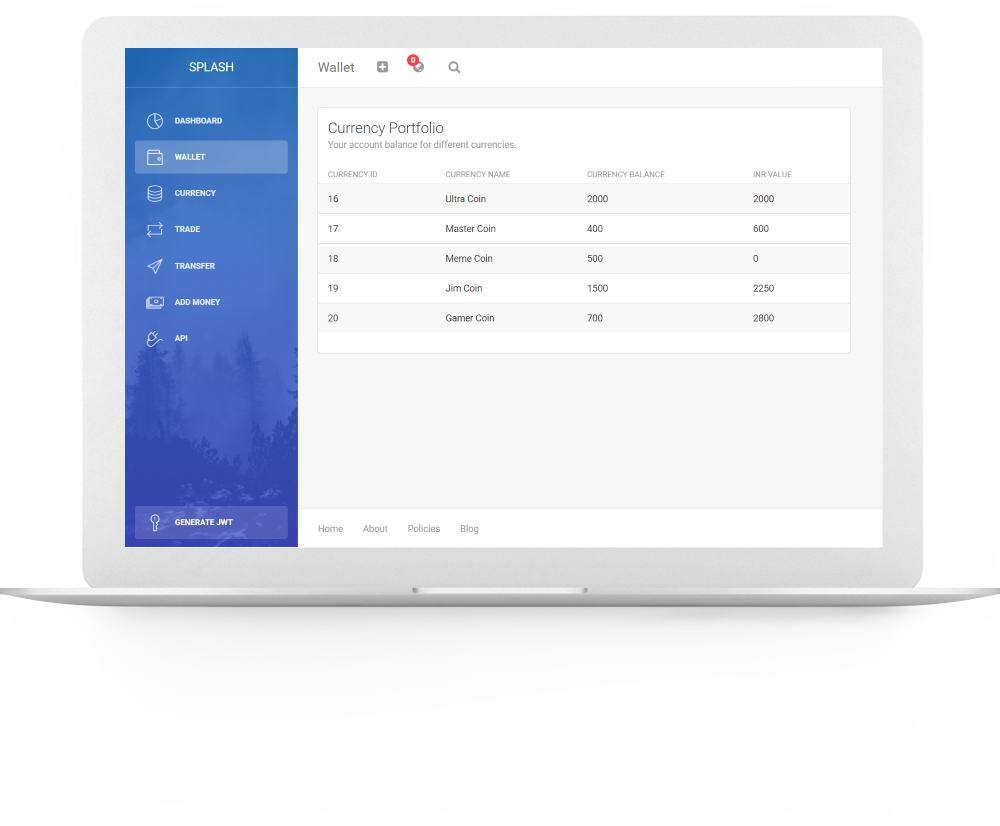 SPLASH
DASHBOARD
WALLET
CURRENCY
TRADE
TRANSFER
ADD MONEY
API
GENERATE JWT
Wallet 0
Currency Portfolio
Your account balance for different currencies.
CURRENCY ID CURRENCY NAME CURRENCY BALANCE INR VALUE
16 Ultra Coin 2000 2000
17 Master Coin 400 600
18 Meme Coin 500 0
19 Jim Coin 1500 2250
20 Gamer Coin 700 2800
Home About Policies Blog